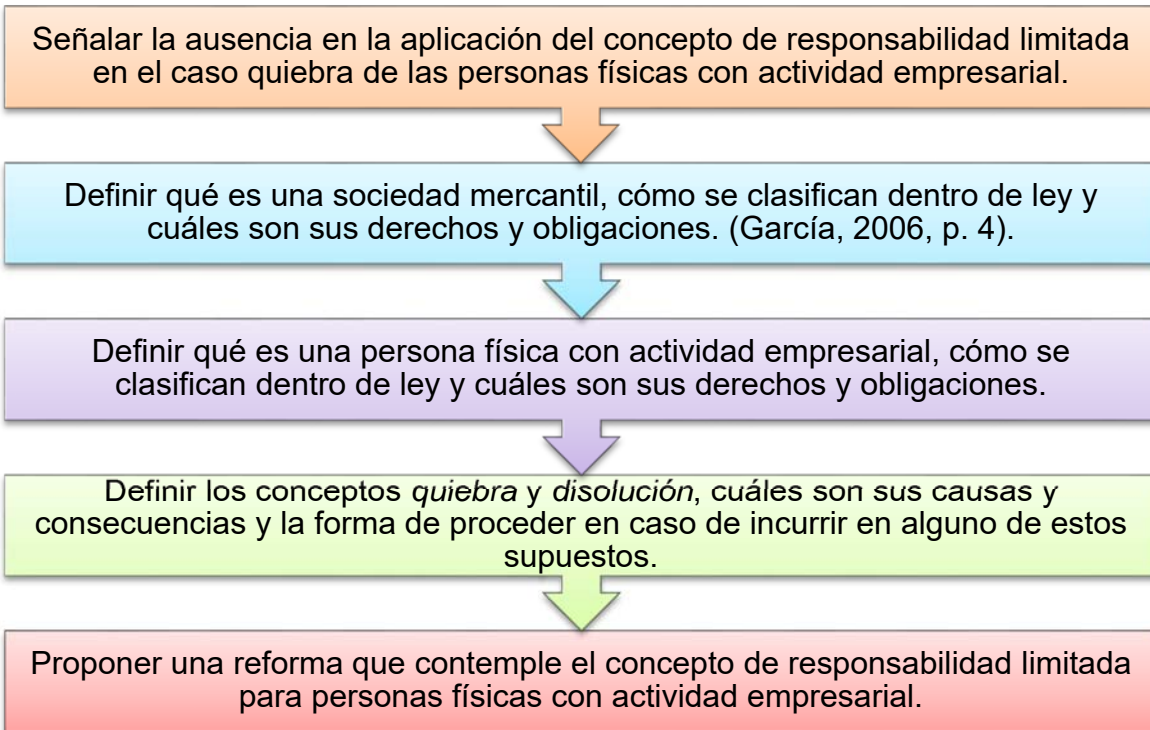 Señalar la ausencia en la aplicación del concepto de responsabilidad limitada
en el caso quiebra de las personas físicas con actividad empresarial.
Definir qué es una sociedad mercantil, cómo se clasifican dentro de ley y
cuáles son sus derechos y obligaciones. (García, 2006, p. 4).
Definir qué es una persona física con actividad empresarial, cómo se
clasifican dentro de ley y cuáles son sus derechos y obligaciones.
Definir los conceptos quiebra y disolución, cuáles son sus causas y
consecuencias y la forma de proceder en caso de incurrir en alguno de estos
supuestos.
Proponer una reforma que contemple el concepto de responsabilidad limitada
para personas físicas con actividad empresarial.